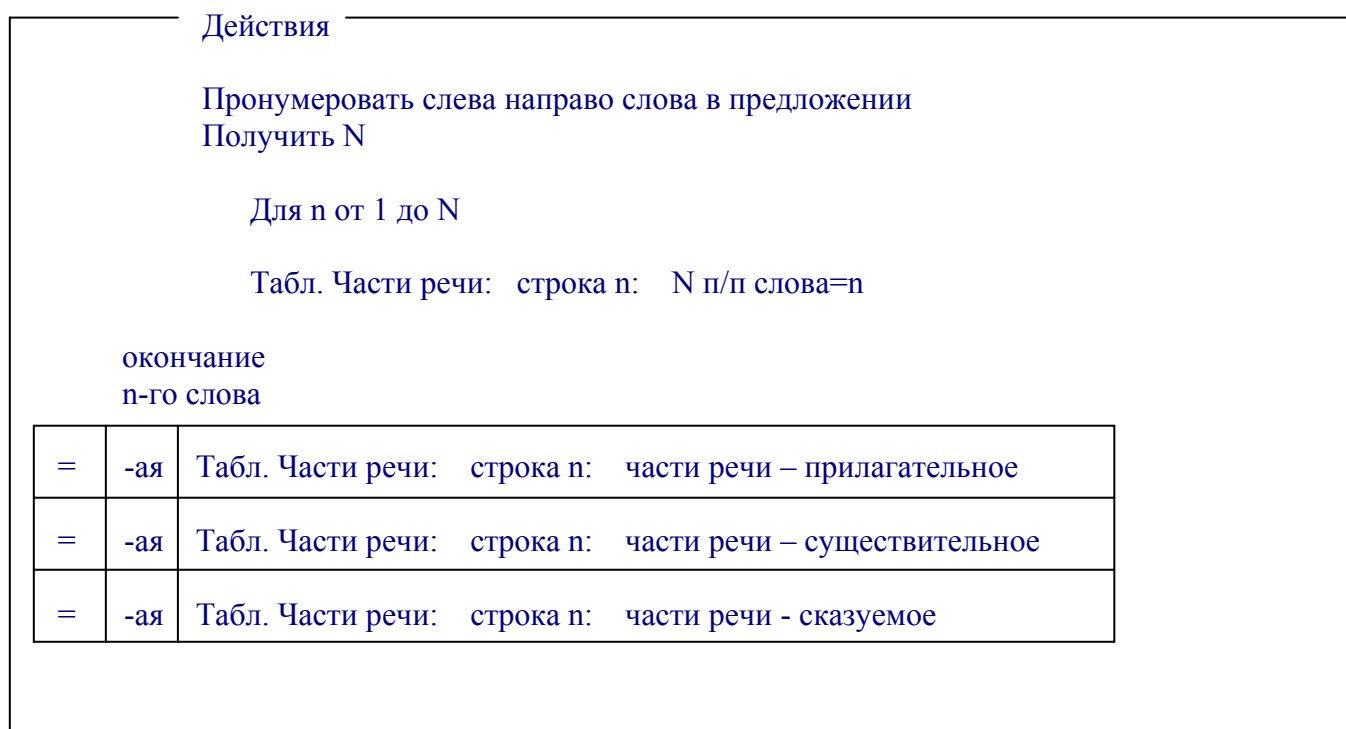 Действия
Пронумеровать слева направо слова в предложении
Получить N
Для n от 1 до N
Табл. Части речи: строка n: N п/п слова=n
окончание
n-го слова
= -ая Табл. Части речи: строка n: части речи – прилагательное
= -ая Табл. Части речи: строка n: части речи – существительное
= -ая Табл. Части речи: строка n: части речи - сказуемое